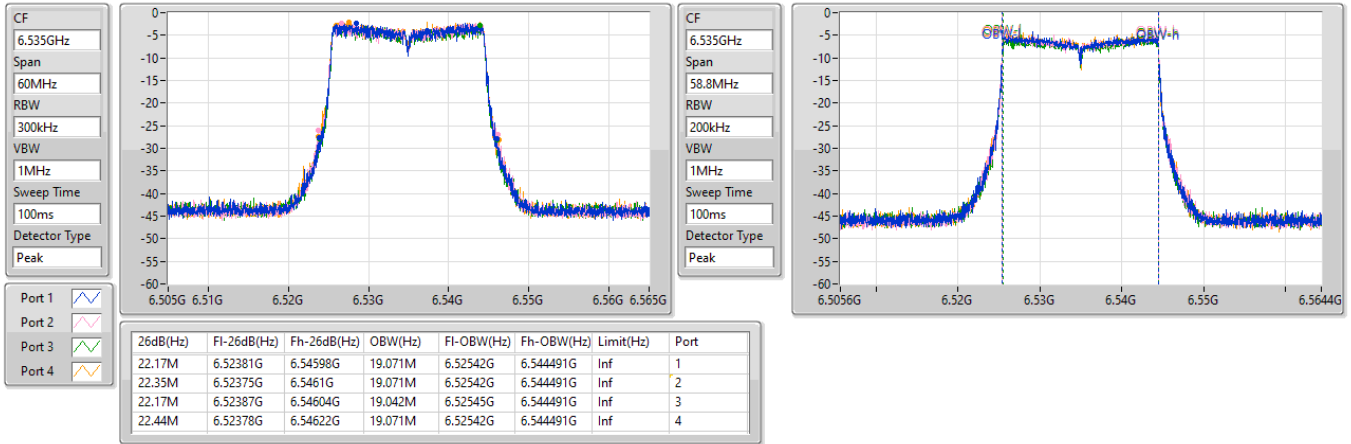 CF
6.535GHz
Span
60MHz
RBW
300kHz
VBW
1MHz
Sweep Time
100ms
Detector Type
Peak
0
-5
-10
-15
-20
-25
-30
-35
-40
-45
-50
-55
-60
6.505G 6.51G 6.52G 6.53G 6.54G 6.55G 6.56G 6.565G
CF
6.535GHz
Span
58.8MHz
RBW
200kHz
VBW
1MHz
Sweep Time
100ms
Detector Type
Peak
0
-5
-10
-15
-20
-25
-30
-35
-40
-45
-50
-55
-60
OBW-l OBW-h
6.5056G 6.52G 6.53G 6.54G 6.55G 6.5644G
Port 1
Port 2
Port 3
Port 4
26dB(Hz) Fl-26dB(Hz) Fh-26dB(Hz) OBW(Hz) Fl-OBW(Hz) Fh-OBW(Hz) Limit(Hz) Port
22.17M 6.52381G 6.54598G 19.071M 6.52542G 6.544491G Inf 1
22.35M 6.52375G 6.5461G 19.071M 6.52542G 6.544491G Inf 2
22.17M 6.52387G 6.54604G 19.042M 6.52545G 6.544491G Inf 3
22.44M 6.52378G 6.54622G 19.071M 6.52542G 6.544491G Inf 4